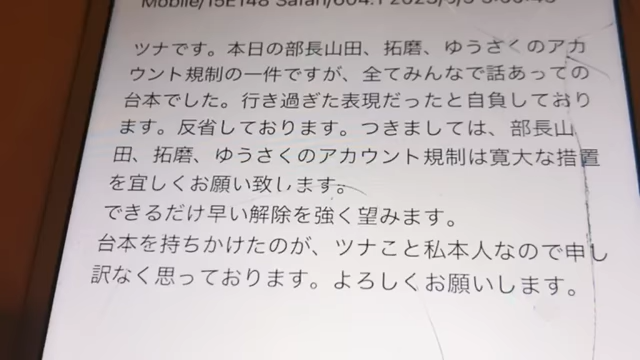 Mobile/15E148 Safari/604.1
ツナです。本日の部長山田、拓磨、ゆうさくのアカ
ウント規制の一件ですが、全てみんなで話あっての
台本でした。行き過ぎた表現だったと自負しており
ます。反省しております。つきましては、部長山
田、拓磨、ゆうさくのアカウント規制は寛大な措置
を宜しくお願い致します。
できるだけ早い解除を強く望みます。
台本を持ちかけたのが、ツナこと私本人なので申し
訳なく思っております。よろしくお願いします。